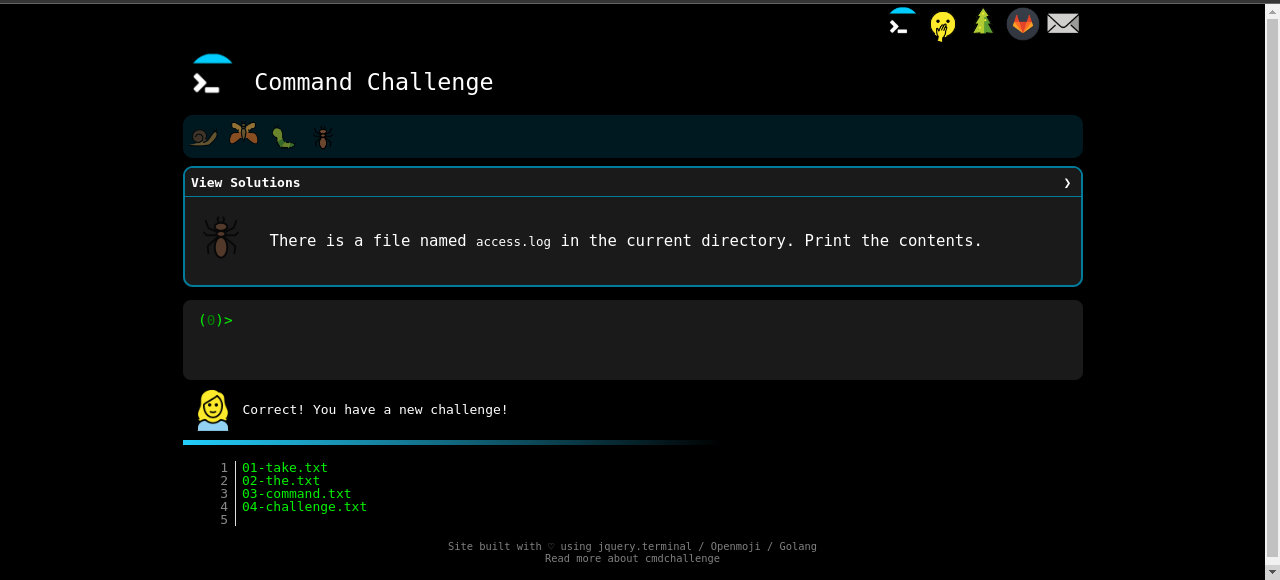 Command Challenge
View Solutions ❯
There is a file named access.log in the current directory. Print the contents.
(0)>
Correct! You have a new challenge!
1 01-take.txt
2 02-the.txt
3 03-command.txt
4 04-challenge.txt
5
Site built with ♡ using jquery.terminal / Openmoji / Golang
Read more about cmdchallenge